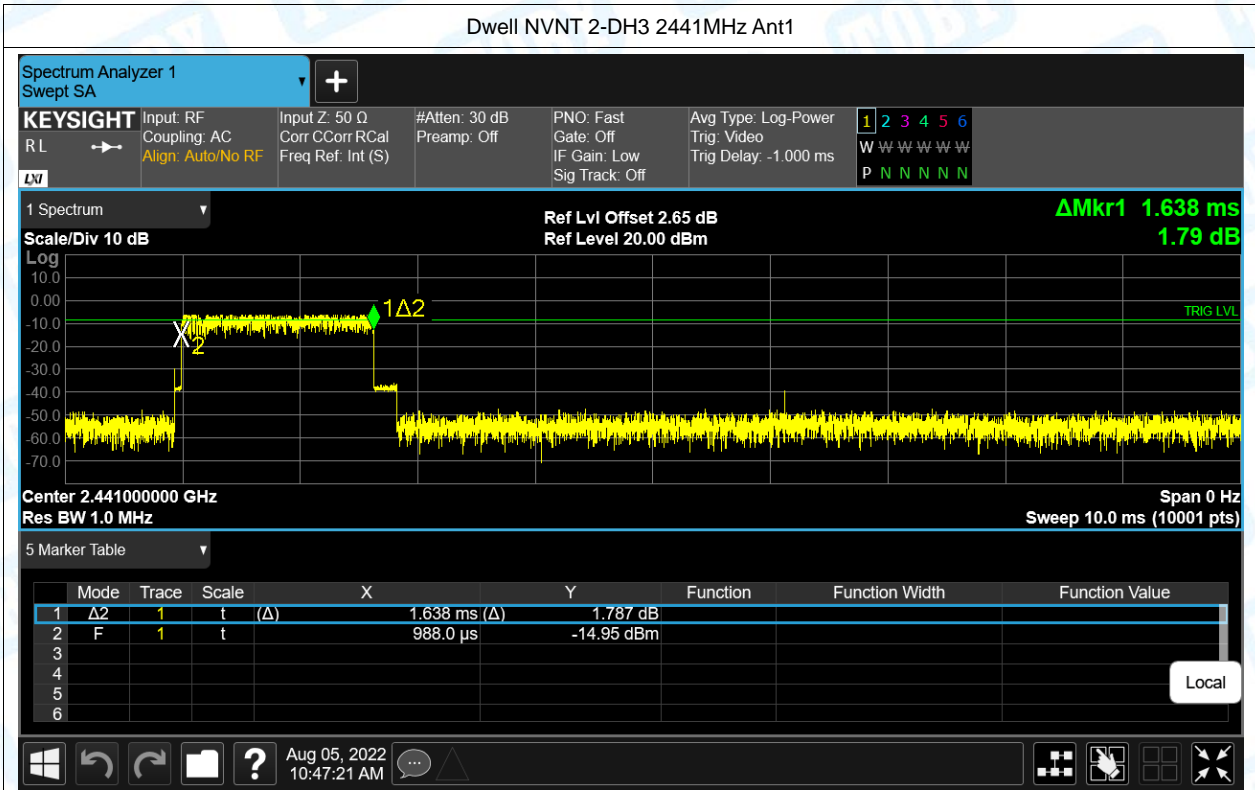 Dwell NVNT 2-DH3 2441MHz Ant1
Spectrum Analyzer 1
Swept SA
KEYSIGHT
R L
LXI
Input: RF
Coupling: AC
Align: Auto/No RF
Input Z: 50 Ω
Corr CCorr RCal
Freq Ref: Int (S)
#Atten: 30 dB
Preamp: Off
PNO: Fast
Gate: Off
IF Gain: Low
Sig Track: Off
Avg Type: Log-Power
Trig: Video
Trig Delay: -1.000 ms
1 2 3 4 5 6
W W W W W W
P N N N N N
1 Spectrum
Scale/Div 10 dB
Ref Lvl Offset 2.65 dB
Ref Level 20.00 dBm
ΔMkr1 1.638 ms
1.79 dB
Log
10.0
0.00
-10.0
-20.0
-30.0
-40.0
-50.0
-60.0
-70.0
1Δ2
2
TRIG LVL
Center 2.441000000 GHz
Res BW 1.0 MHz
Span 0 Hz
Sweep 10.0 ms (10001 pts)
5 Marker Table
Mode Trace Scale X Y Function Function Width Function Value
1 Δ2 1 t (Δ) 1.638 ms (Δ) 1.787 dB
2 F 1 t 988.0 µs -14.95 dBm
3
4
5
6
Local
?
Aug 05, 2022
10:47:21 AM